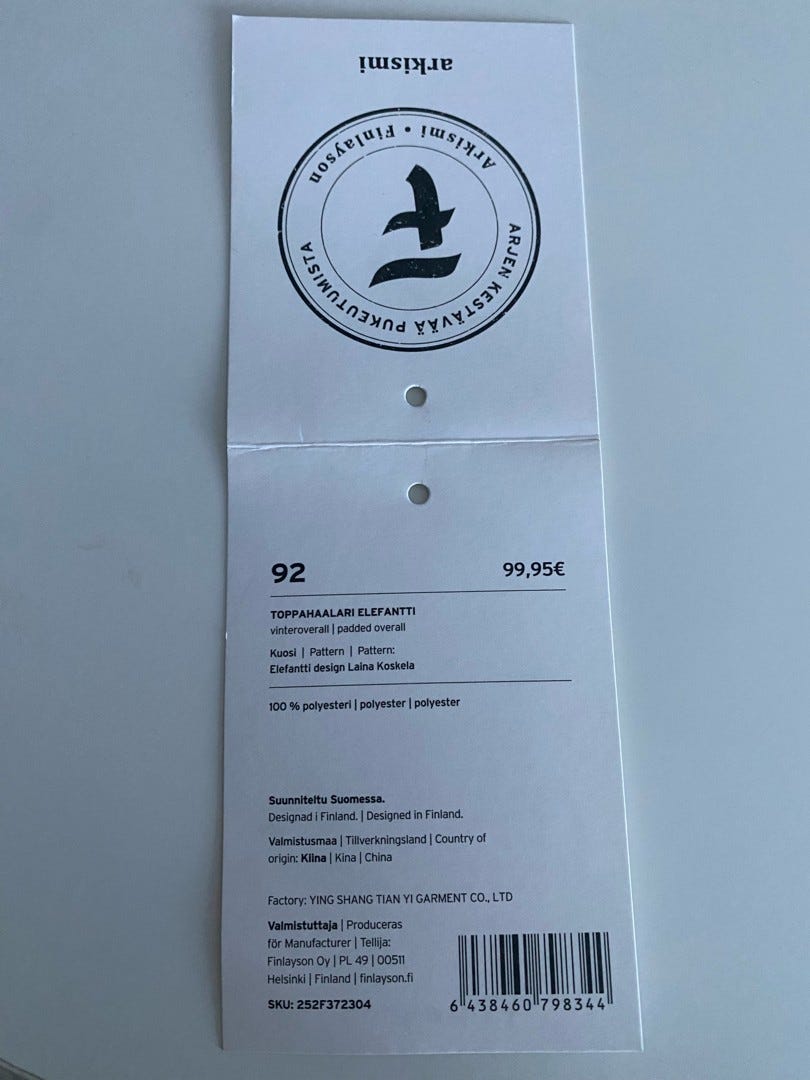 arkismi
Arkismi • Finlayson
ARJEN KESTÄVÄÄ PUKEUTUMISTA
92
99,95€
TOPPAHAALARI ELEFANTTI
vinteroverall | padded overall
Kuosi | Pattern | Pattern:
Elefantti design Laina Koskela
100 % polyesteri | polyester | polyester
Suunniteltu Suomessa.
Designad i Finland. | Designed in Finland.
Valmistusmaa | Tillverkningsland | Country of
origin: Kiina | Kina | China
Factory: YING SHANG TIAN YI GARMENT CO., LTD
Valmistuttaja | Produceras
för Manufacturer | Tellija:
Finlayson Oy | PL 49 | 00511
Helsinki | Finland | finlayson.fi
SKU: 252F372304
6 438460 798344